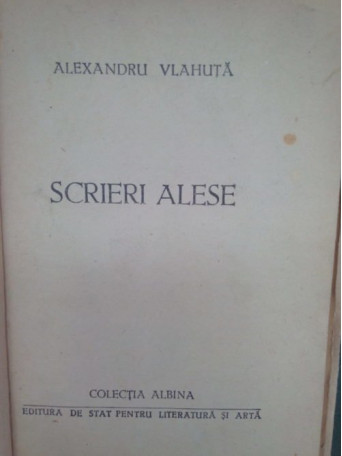 ALEXANDRU VLAHUȚĂ
SCRIERI ALESE
COLECȚIA ALBINA
EDITURA DE STAT PENTRU LITERATURĂ ȘI ARTĂ